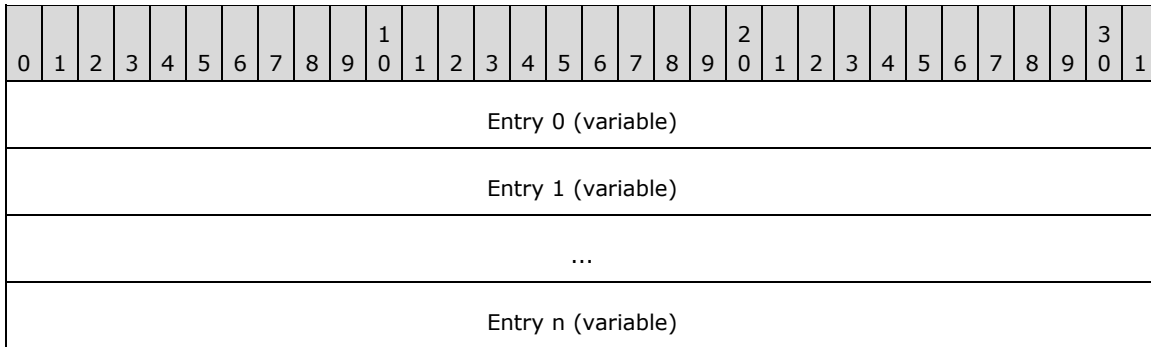 1 2 3
0 1 2 3 4 5 6 7 8 9 0 1 2 3 4 5 6 7 8 9 0 1 2 3 4 5 6 7 8 9 0 1
Entry 0 (variable)
Entry 1 (variable)
...
Entry n (variable)